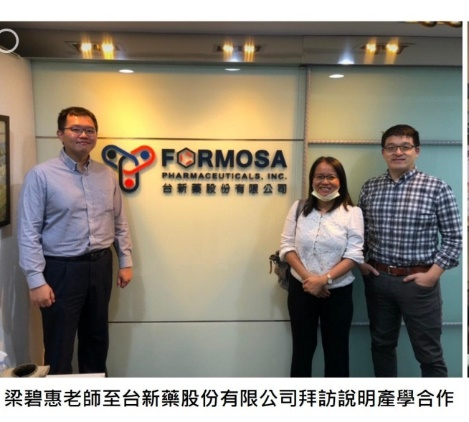 FORMOSA
PHARMACEUTICALS, INC.
台新藥股份有限公司
梁碧惠老師至台新藥股份有限公司拜訪說明產學合作